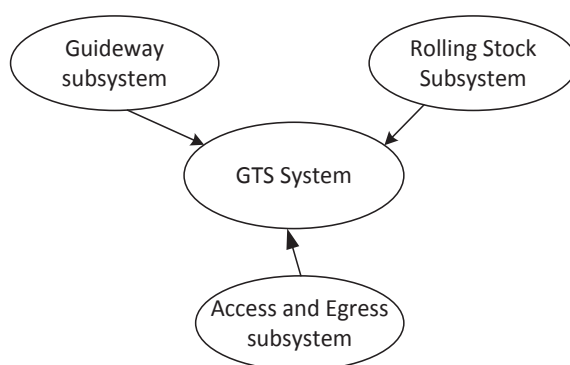 Guideway
subsystem
Rolling Stock
Subsystem
GTS System
Access and Egress
subsystem